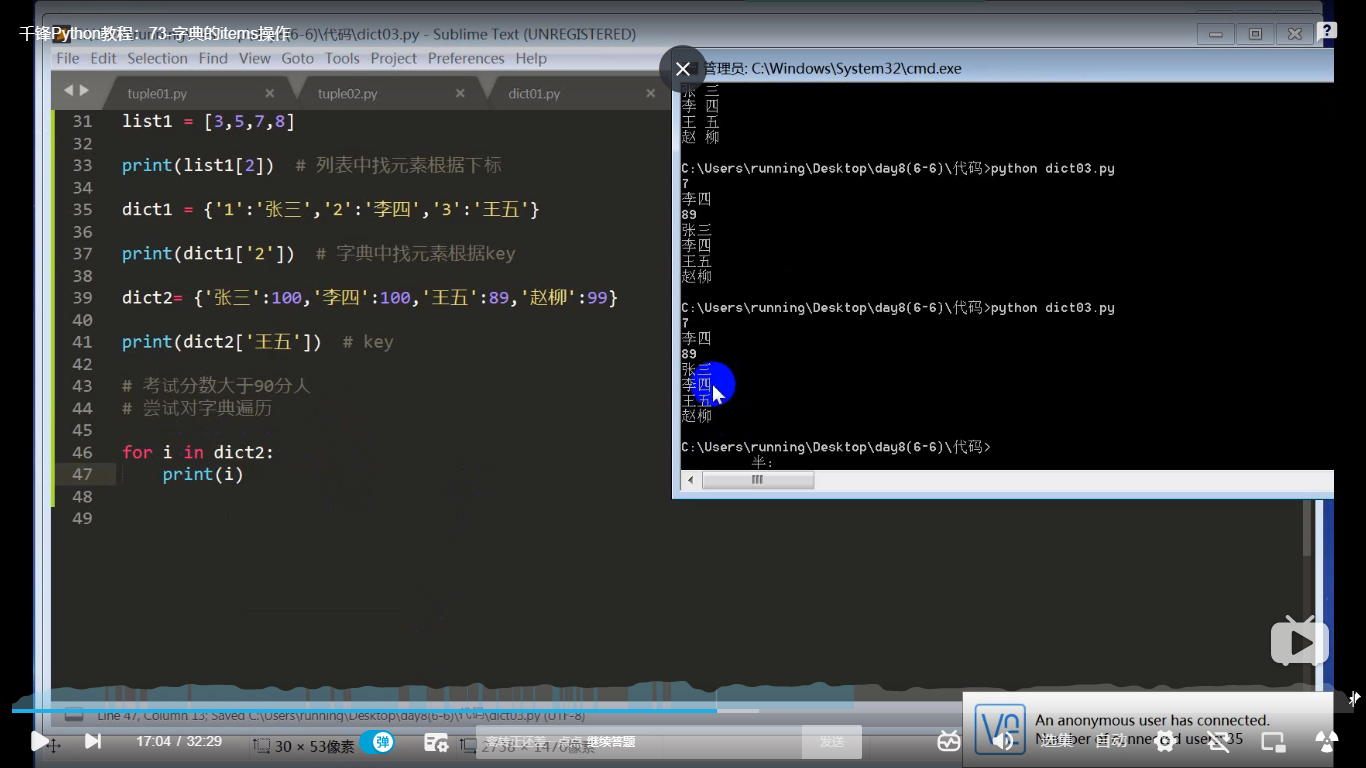 千锋Python教程：73-字典的items操作
(6-6)\代码\dict03.py - Sublime Text (UNREGISTERED)
File Edit Selection Find View Goto Tools Project Preferences Help
tuple01.py
tuple02.py
dict01.py
31 list1 = [3,5,7,8]
32
33 print(list1[2]) # 列表中找元素根据下标
34
35 dict1 = {'1':'张三','2':'李四','3':'王五'}
36
37 print(dict1['2']) # 字典中找元素根据key
38
39 dict2= {'张三':100,'李四':100,'王五':89,'赵柳':99}
40
41 print(dict2['王五']) # key
42
43 # 考试分数大于90分人
44 # 尝试对字典遍历
45
46 for i in dict2:
47 print(i)
48
49
管理员: C:\Windows\System32\cmd.exe
张 三
李 四
王 五
赵 柳
C:\Users\running\Desktop\day8(6-6)\代码>python dict03.py
7
李四
89
张三
李四
王五
赵柳
C:\Users\running\Desktop\day8(6-6)\代码>python dict03.py
7
李四
89
张三
李四
王五
赵柳
C:\Users\running\Desktop\day8(6-6)\代码>
半:
Line 47, Column 13; Saved C:\Users\running\Desktop\day8(6-6)\代码\dict03.py (UTF-8)
An anonymous user has connected.
Number of connected users: 35
17:04 / 32:29
30 × 53像素
弹
继续答题
发送
选集
自动